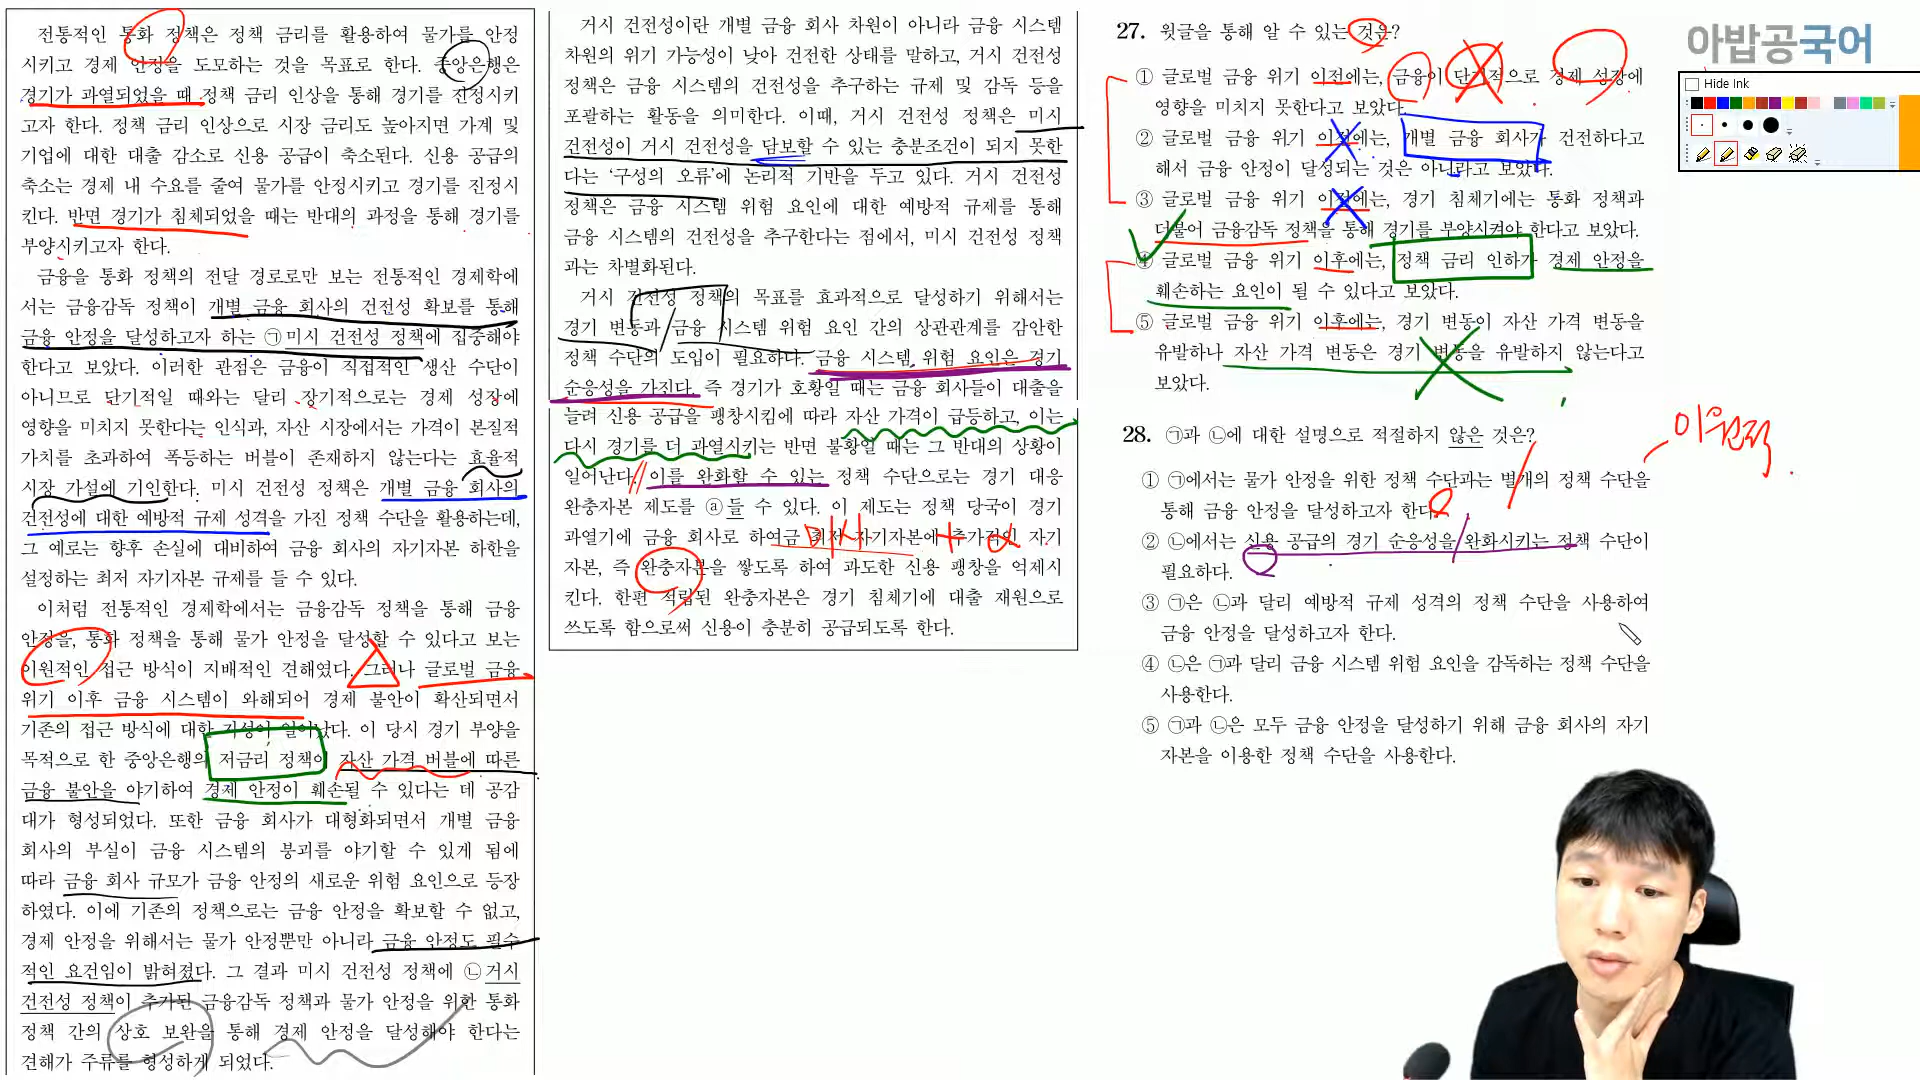 전통적인 통화 정책은 정책 금리를 활용하여 물가를 안정
시키고 경제 안정을 도모하는 것을 목표로 한다. 중앙은행은
경기가 과열되었을 때 정책 금리 인상을 통해 경기를 진정시키
고자 한다. 정책 금리 인상으로 시장 금리도 높아지면 가계 및
기업에 대한 대출 감소로 신용 공급이 축소된다. 신용 공급의
축소는 경제 내 수요를 줄여 물가를 안정시키고 경기를 진정시
킨다. 반면 경기가 침체되었을 때는 반대의 과정을 통해 경기를
부양시키고자 한다.
금융을 통화 정책의 전달 경로로만 보는 전통적인 경제학에
서는 금융감독 정책이 개별 금융 회사의 건전성 확보를 통해
금융 안정을 달성하고자 하는 ㉠미시 건전성 정책에 집중해야
한다고 보았다. 이러한 관점은 금융이 직접적인 생산 수단이
아니므로 단기적일 때와는 달리 장기적으로는 경제 성장에
영향을 미치지 못한다는 인식과, 자산 시장에서는 가격이 본질적
가치를 초과하여 폭등하는 버블이 존재하지 않는다는 효율적
시장 가설에 기인한다. 미시 건전성 정책은 개별 금융 회사의
건전성에 대한 예방적 규제 성격을 가진 정책 수단을 활용하는데,
그 예로는 향후 손실에 대비하여 금융 회사의 자기자본 하한을
설정하는 최저 자기자본 규제를 들 수 있다.
이처럼 전통적인 경제학에서는 금융감독 정책을 통해 금융
안정을, 통화 정책을 통해 물가 안정을 달성할 수 있다고 보는
이원적인 접근 방식이 지배적인 견해였다. 그러나 글로벌 금융
위기 이후 금융 시스템이 와해되어 경제 불안이 확산되면서
기존의 접근 방식에 대한 자성이 일어났다. 이 당시 경기 부양을
목적으로 한 중앙은행의 저금리 정책이 자산 가격 버블에 따른
금융 불안을 야기하여 경제 안정이 훼손될 수 있다는 데 공감
대가 형성되었다. 또한 금융 회사가 대형화되면서 개별 금융
회사의 부실이 금융 시스템의 붕괴를 야기할 수 있게 됨에
따라 금융 회사 규모가 금융 안정의 새로운 위험 요인으로 등장
하였다. 이에 기존의 정책으로는 금융 안정을 확보할 수 없고,
경제 안정을 위해서는 물가 안정뿐만 아니라 금융 안정도 필수
적인 요건임이 밝혀졌다. 그 결과 미시 건전성 정책에 ㉡거시
건전성 정책이 추가된 금융감독 정책과 물가 안정을 위한 통화
정책 간의 상호 보완을 통해 경제 안정을 달성해야 한다는
견해가 주류를 형성하게 되었다.
거시 건전성이란 개별 금융 회사 차원이 아니라 금융 시스템
차원의 위기 가능성이 낮아 건전한 상태를 말하고, 거시 건전성
정책은 금융 시스템의 건전성을 추구하는 규제 및 감독 등을
포괄하는 활동을 의미한다. 이때, 거시 건전성 정책은 미시
건전성이 거시 건전성을 담보할 수 있는 충분조건이 되지 못한
다는 ‘구성의 오류’에 논리적 기반을 두고 있다. 거시 건전성
정책은 금융 시스템 위험 요인에 대한 예방적 규제를 통해
금융 시스템의 건전성을 추구한다는 점에서, 미시 건전성 정책
과는 차별화된다.
거시 건전성 정책의 목표를 효과적으로 달성하기 위해서는
경기 변동과 금융 시스템 위험 요인 간의 상관관계를 감안한
정책 수단의 도입이 필요하다. 금융 시스템 위험 요인은 경기
순응성을 가진다. 즉 경기가 호황일 때는 금융 회사들이 대출을
늘려 신용 공급을 팽창시킴에 따라 자산 가격이 급등하고, 이는
다시 경기를 더 과열시키는 반면 불황일 때는 그 반대의 상황이
일어난다. 이를 완화할 수 있는 정책 수단으로는 경기 대응
완충자본 제도를 ⓐ들 수 있다. 이 제도는 정책 당국이 경기
과열기에 금융 회사로 하여금 최저 자기자본에 추가적인 자기
자본, 즉 완충자본을 쌓도록 하여 과도한 신용 팽창을 억제시
킨다. 한편 적립된 완충자본은 경기 침체기에 대출 재원으로
쓰도록 함으로써 신용이 충분히 공급되도록 한다.
미시 + α
아밥공국어
Hide Ink
27. 윗글을 통해 알 수 있는 것은?
① 글로벌 금융 위기 이전에는, 금융이 단기적으로 경제 성장에
영향을 미치지 못한다고 보았다.
② 글로벌 금융 위기 이전에는, 개별 금융 회사가 건전하다고
해서 금융 안정이 달성되는 것은 아니라고 보았다.
③ 글로벌 금융 위기 이전에는, 경기 침체기에는 통화 정책과
더불어 금융감독 정책을 통해 경기를 부양시켜야 한다고 보았다.
④ 글로벌 금융 위기 이후에는, 정책 금리 인하가 경제 안정을
훼손하는 요인이 될 수 있다고 보았다.
⑤ 글로벌 금융 위기 이후에는, 경기 변동이 자산 가격 변동을
유발하나 자산 가격 변동은 경기 변동을 유발하지 않는다고
보았다.
28. ㉠과 ㉡에 대한 설명으로 적절하지 않은 것은?
이원적
① ㉠에서는 물가 안정을 위한 정책 수단과는 별개의 정책 수단을
통해 금융 안정을 달성하고자 한다.
② ㉡에서는 신용 공급의 경기 순응성을 완화시키는 정책 수단이
필요하다.
③ ㉠은 ㉡과 달리 예방적 규제 성격의 정책 수단을 사용하여
금융 안정을 달성하고자 한다.
④ ㉡은 ㉠과 달리 금융 시스템 위험 요인을 감독하는 정책 수단을
사용한다.
⑤ ㉠과 ㉡은 모두 금융 안정을 달성하기 위해 금융 회사의 자기
자본을 이용한 정책 수단을 사용한다.